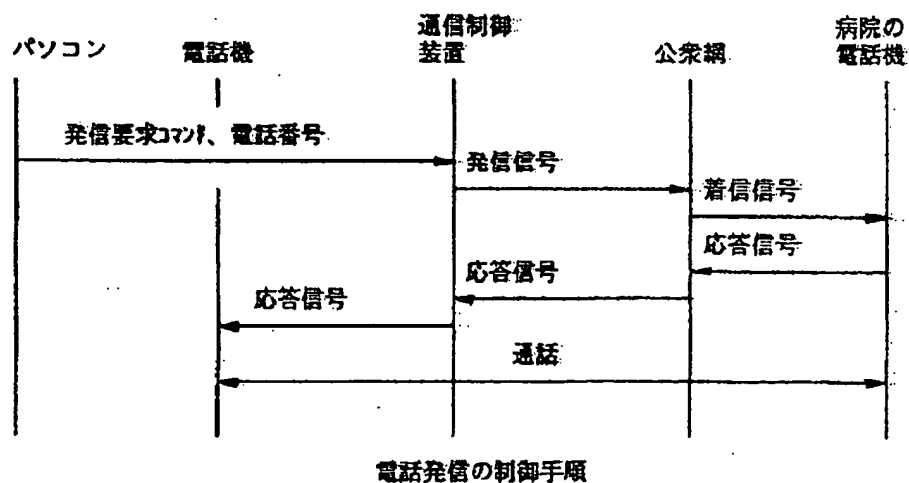 パソコン
電話機
通信制御
装置
公衆網
病院の
電話機
発信要求コマンド、電話番号
発信信号
着信信号
応答信号
応答信号
応答信号
通話
電話発信の制御手順